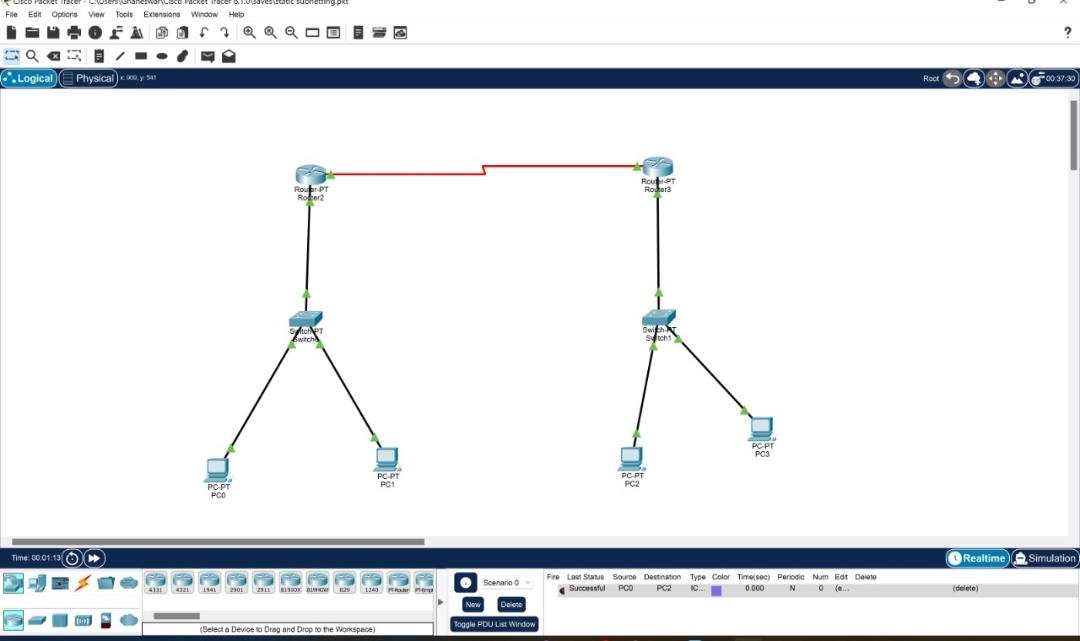 Cisco Packet Tracer - C:\Users\Gnaneswar\Cisco Packet Tracer 8.1.0\saves\static subnetting.pkt
File Edit Options View Tools Extensions Window Help
?
Logical Physical x: 909, y: 541 Root 00:37:30
Router-PT
Router2
Router-PT
Router3
Switch-PT
Switch0
Switch-PT
Switch1
PC-PT
PC0
PC-PT
PC1
PC-PT
PC2
PC-PT
PC3
Time: 00:01:13 Realtime Simulation
4331 4321 1941 2901 2911 819IOX 819HGW 829 1240 PT-Router PT-Empt
(Select a Device to Drag and Drop to the Workspace)
Scenario 0
New Delete
Toggle PDU List Window
Fire Last Status Source Destination Type Color Time(sec) Periodic Num Edit Delete
Successful PC0 PC2 IC... 0.000 N 0 (e... (delete)